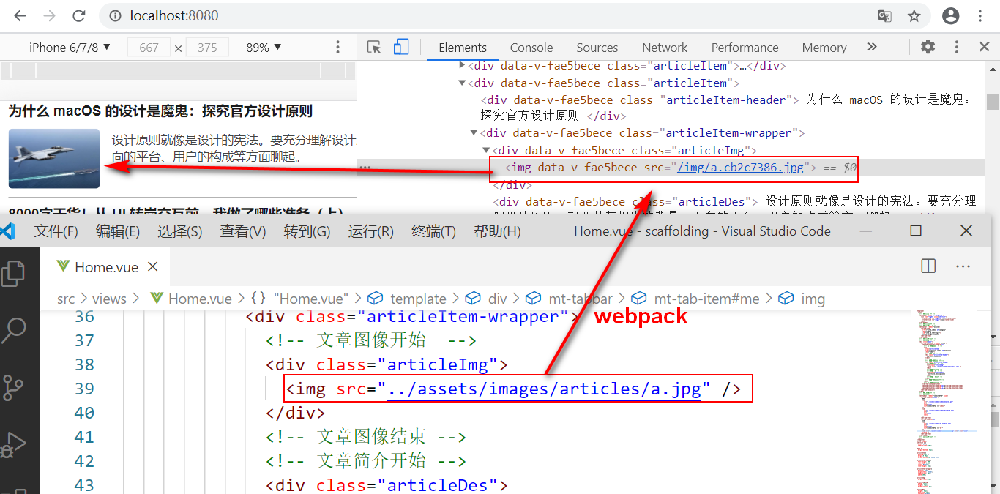 localhost:8080
iPhone 6/7/8 ▼ 667 × 375 89% ▼
Elements Console Sources Network Performance Memory »
▶<div data-v-fae5bece class="articleItem">…</div>
▼<div data-v-fae5bece class="articleItem">
<div data-v-fae5bece class="articleItem-header"> 为什么 macOS 的设计是魔鬼：
探究官方设计原则 </div>
▼<div data-v-fae5bece class="articleItem-wrapper">
▼<div data-v-fae5bece class="articleImg">
<img data-v-fae5bece src="/img/a.cb2c7386.jpg"> == $0
</div>
<div data-v-fae5bece class="articleDes"> 设计原则就像是设计的宪法。要充分理
为什么 macOS 的设计是魔鬼：探究官方设计原则
设计原则就像是设计的宪法。要充分理解设计
向的平台、用户的构成等方面聊起。
8000字干货！从 UI 转岗交互前，我做了哪些准备（上）
文件(F) 编辑(E) 选择(S) 查看(V) 转到(G) 运行(R) 终端(T) 帮助(H) Home.vue - scaffolding - Visual Studio Code
Home.vue
src > views > Home.vue > {} "Home.vue" > template > div > mt-tabbar > mt-tab-item#me > img
webpack
36 <div class="articleItem-wrapper">
37 <!-- 文章图像开始  -->
38 <div class="articleImg">
39 <img src="../assets/images/articles/a.jpg" />
40 </div>
41 <!-- 文章图像结束 -->
42 <!-- 文章简介开始 -->
43 <div class="articleDes">